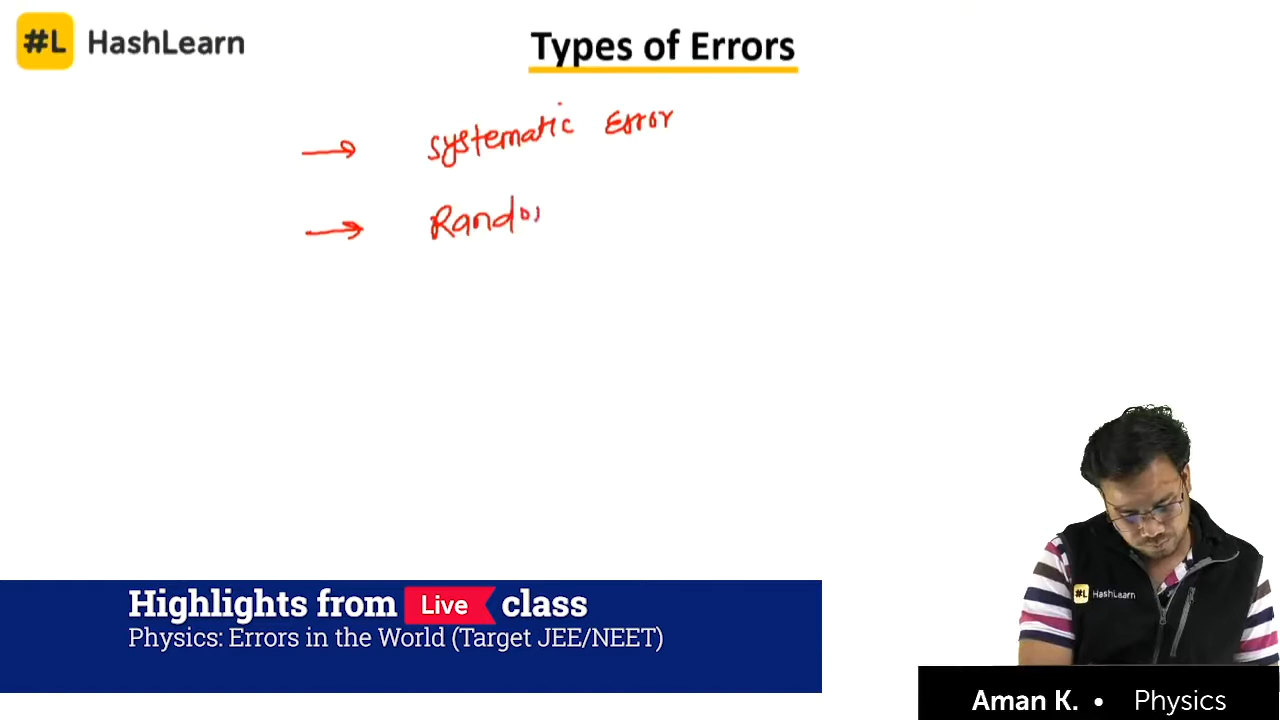 #L HashLearn
Types of Errors
→ Systematic Error
→ Rando
Highlights from Live class
Physics: Errors in the World (Target JEE/NEET)
#L HashLearn
Aman K. • Physics